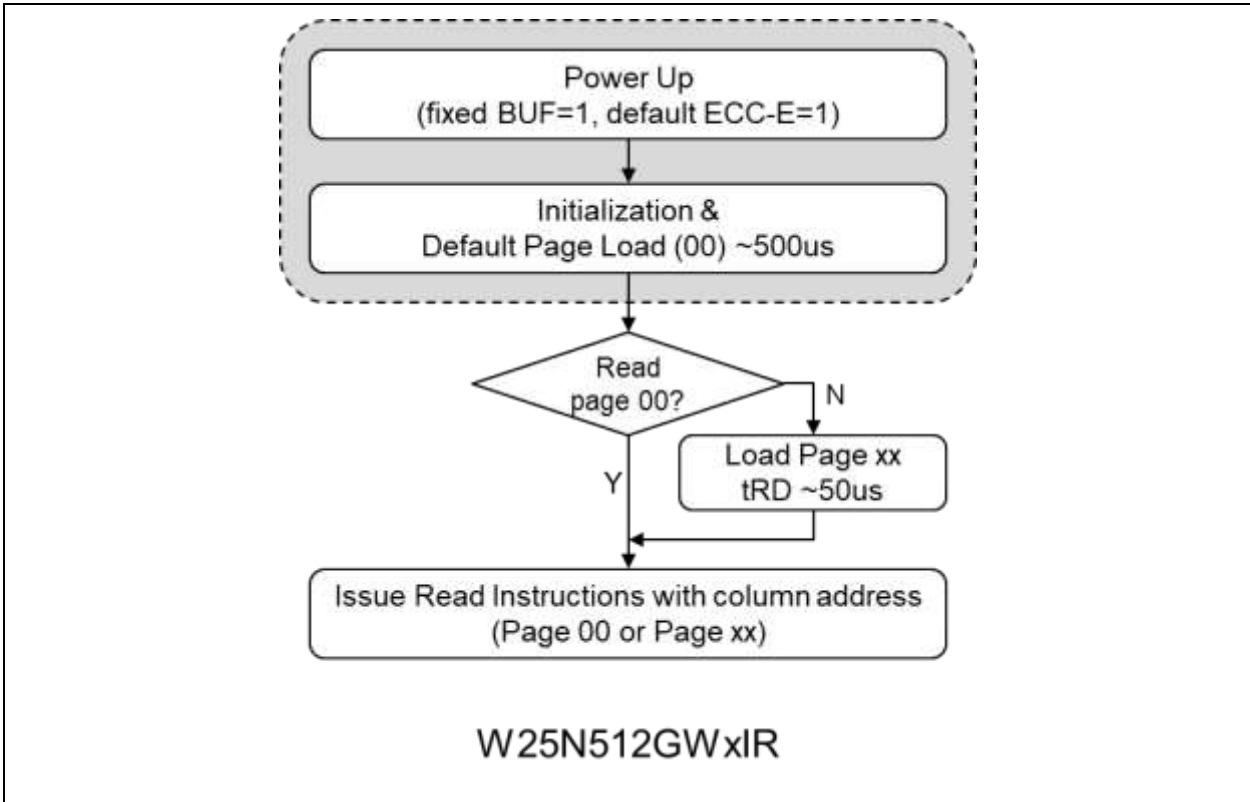 Power Up
(fixed BUF=1, default ECC-E=1)
Initialization &
Default Page Load (00) ~500us
Read
page 00?
N
Load Page xx
tRD ~50us
Y
Issue Read Instructions with column address
(Page 00 or Page xx)
W25N512GWxIR